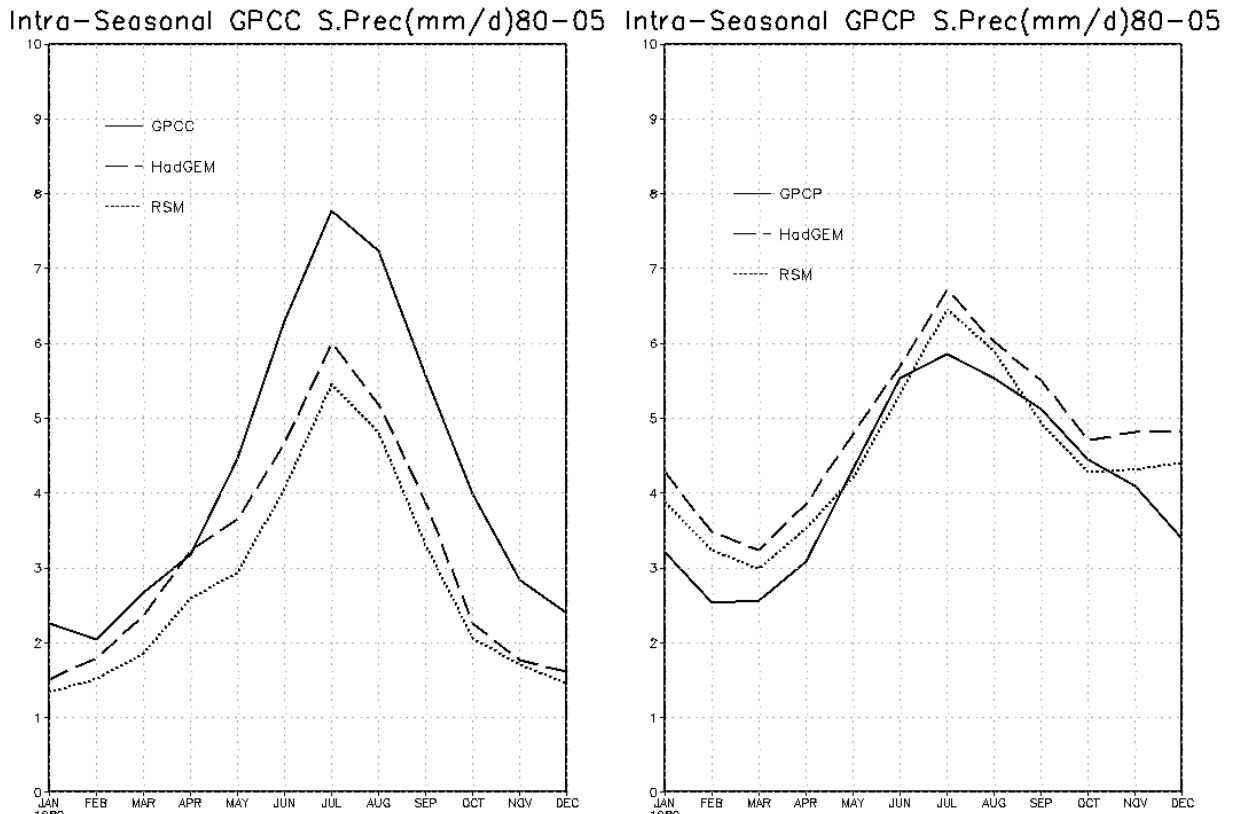 Intra-Seasonal GPCC S.Prec(mm/d)80-05
10
9
8
7
6
5
4
3
2
1
0
GPCC
HadGEM
RSM
JAN FEB MAR APR MAY JUN JUL AUG SEP OCT NOV DEC
Intra-Seasonal GPCP S.Prec(mm/d)80-05
10
9
8
7
6
5
4
3
2
1
0
GPCP
HadGEM
RSM
JAN FEB MAR APR MAY JUN JUL AUG SEP OCT NOV DEC